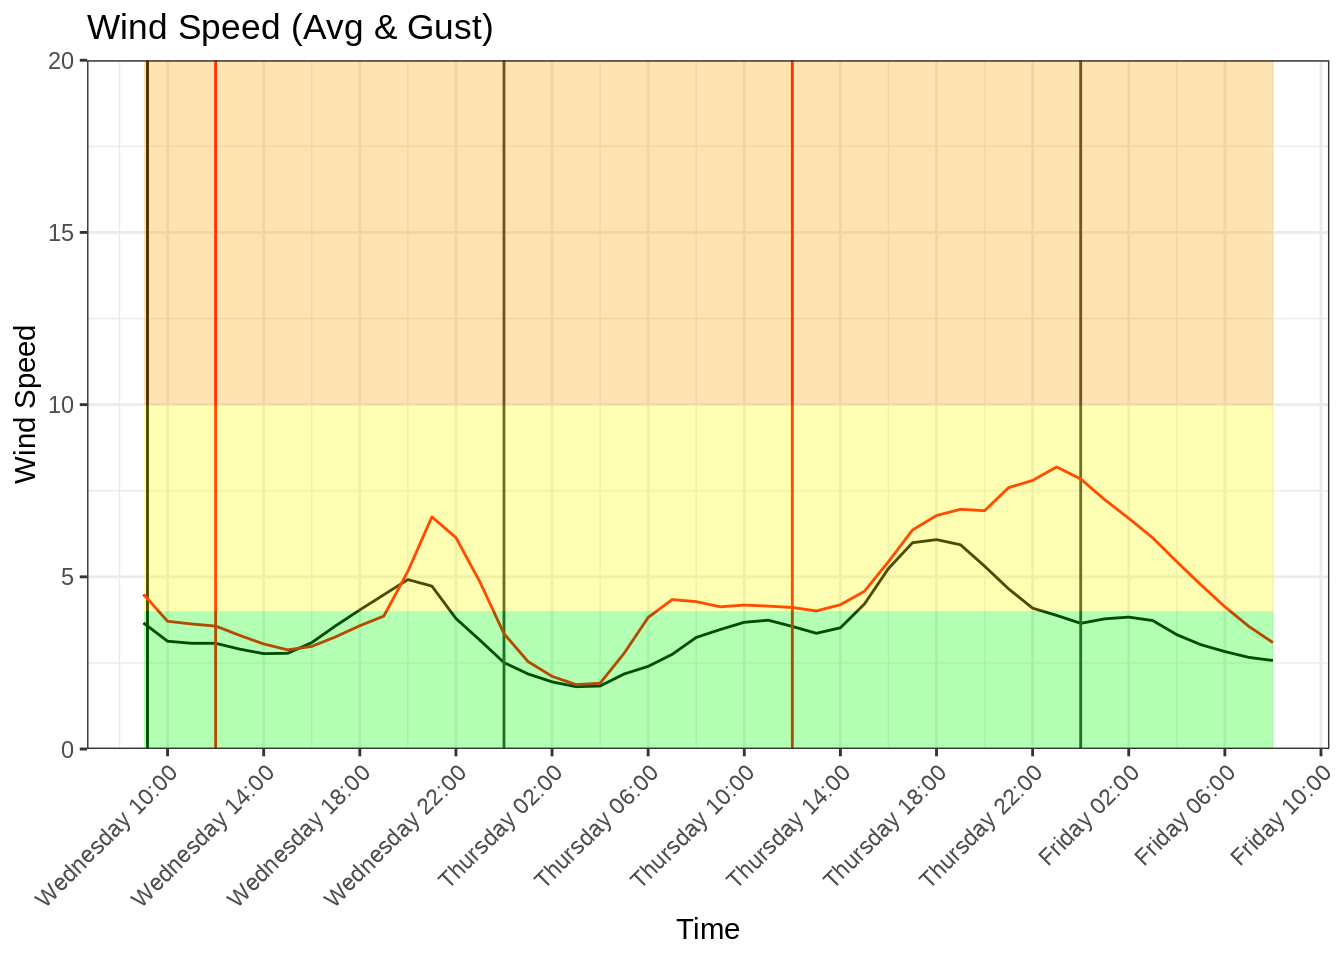 Wind Speed (Avg & Gust)
20
15
10
5
0
Wind Speed
Wednesday 10:00
Wednesday 14:00
Wednesday 18:00
Wednesday 22:00
Thursday 02:00
Thursday 06:00
Thursday 10:00
Thursday 14:00
Thursday 18:00
Thursday 22:00
Friday 02:00
Friday 06:00
Friday 10:00
Time